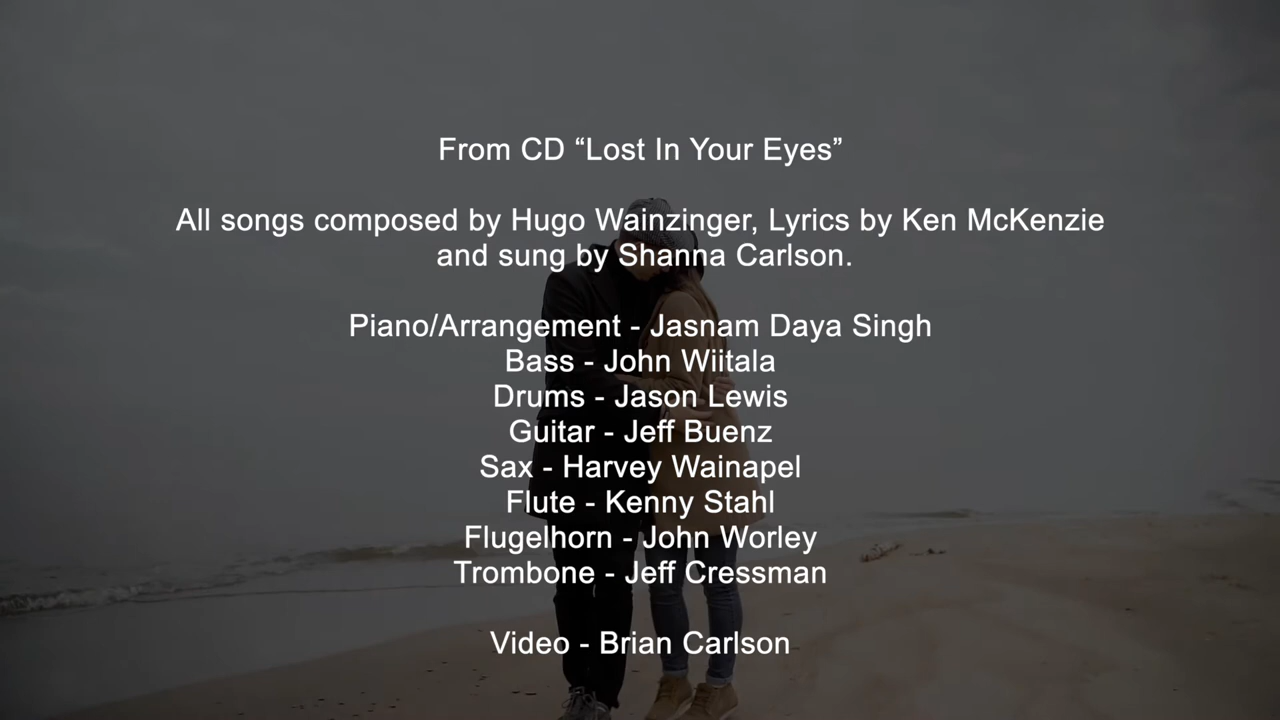 From CD “Lost In Your Eyes”
All songs composed by Hugo Wainzinger, Lyrics by Ken McKenzie
and sung by Shanna Carlson.
Piano/Arrangement - Jasnam Daya Singh
Bass - John Wiitala
Drums - Jason Lewis
Guitar - Jeff Buenz
Sax - Harvey Wainapel
Flute - Kenny Stahl
Flugelhorn - John Worley
Trombone - Jeff Cressman
Video - Brian Carlson